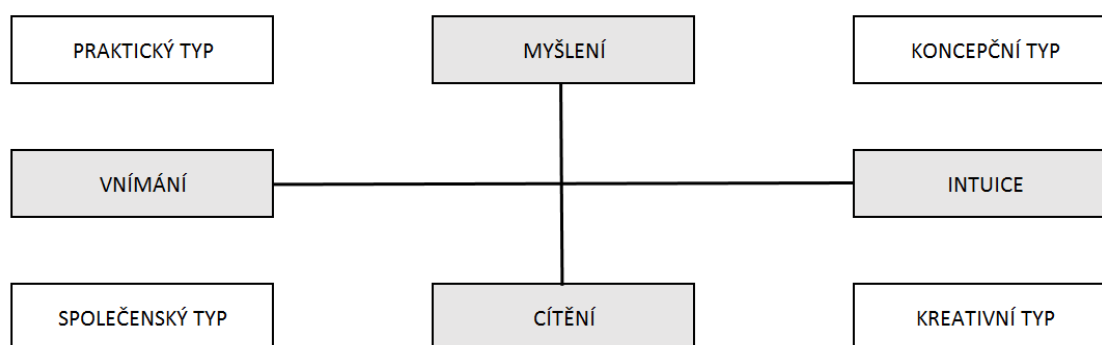 PRAKTICKÝ TYP
MYŠLENÍ
KONCEPČNÍ TYP
VNÍMÁNÍ
INTUICE
SPOLEČENSKÝ TYP
CÍTĚNÍ
KREATIVNÍ TYP